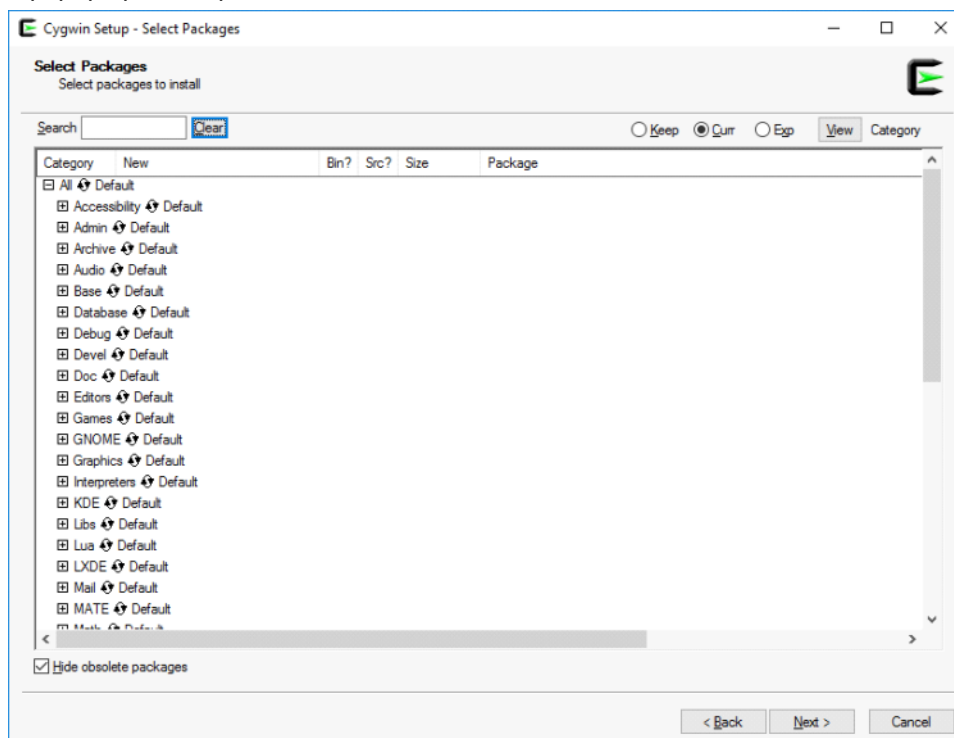 Cygwin Setup - Select Packages
Select Packages
Select packages to install
Search Clear Keep Curr Exp View Category
Category New Bin? Src? Size Package
All Default
Accessibility Default
Admin Default
Archive Default
Audio Default
Base Default
Database Default
Debug Default
Devel Default
Doc Default
Editors Default
Games Default
GNOME Default
Graphics Default
Interpreters Default
KDE Default
Libs Default
Lua Default
LXDE Default
Mail Default
MATE Default
Math Default
Hide obsolete packages
< Back Next > Cancel